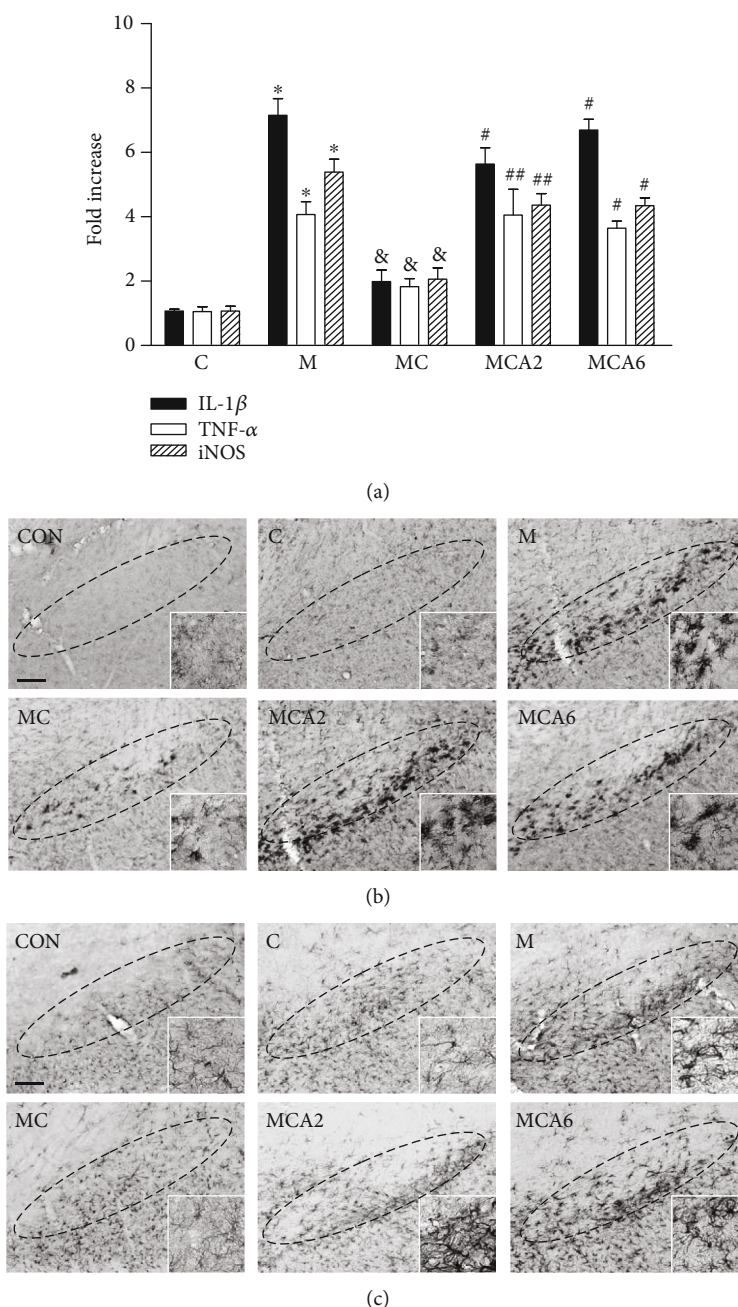 10
8
6
4
2
0
Fold increase
* * *
& & &
# ## ##
# # #
C M MC MCA2 MCA6
IL-1β
TNF-α
iNOS
(a)
CON C M
MC MCA2 MCA6
(b)
CON C M
MC MCA2 MCA6
(c)